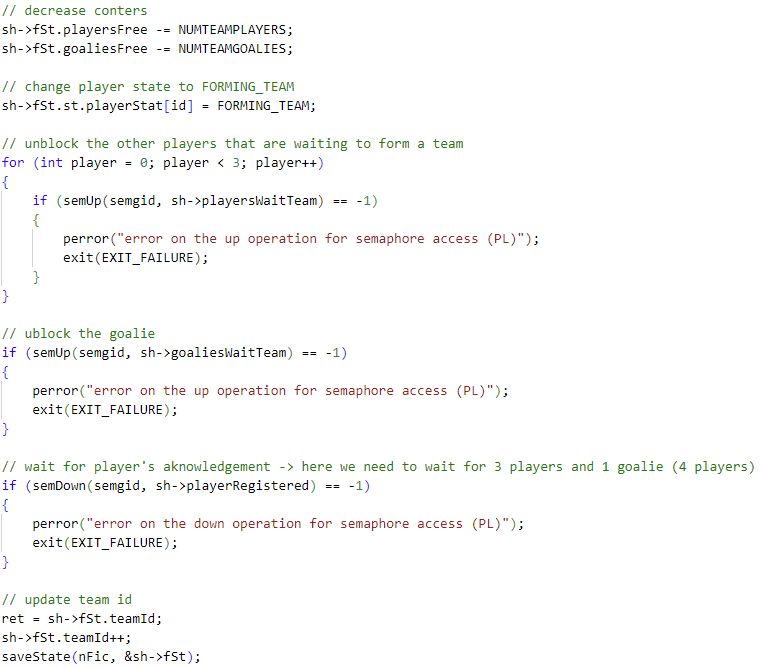 // decrease conters
sh->fSt.playersFree -= NUMTEAMPLAYERS;
sh->fSt.goaliesFree -= NUMTEAMGOALIES;

// change player state to FORMING_TEAM
sh->fSt.st.playerStat[id] = FORMING_TEAM;

// unblock the other players that are waiting to form a team
for (int player = 0; player < 3; player++)
{
    if (semUp(semgid, sh->playersWaitTeam) == -1)
    {
        perror("error on the up operation for semaphore access (PL)");
        exit(EXIT_FAILURE);
    }
}

// ublock the goalie
if (semUp(semgid, sh->goaliesWaitTeam) == -1)
{
    perror("error on the up operation for semaphore access (PL)");
    exit(EXIT_FAILURE);
}

// wait for player's aknowledgement -> here we need to wait for 3 players and 1 goalie (4 players)
if (semDown(semgid, sh->playerRegistered) == -1)
{
    perror("error on the down operation for semaphore access (PL)");
    exit(EXIT_FAILURE);
}

// update team id
ret = sh->fSt.teamId;
sh->fSt.teamId++;
saveState(nFic, &sh->fSt);